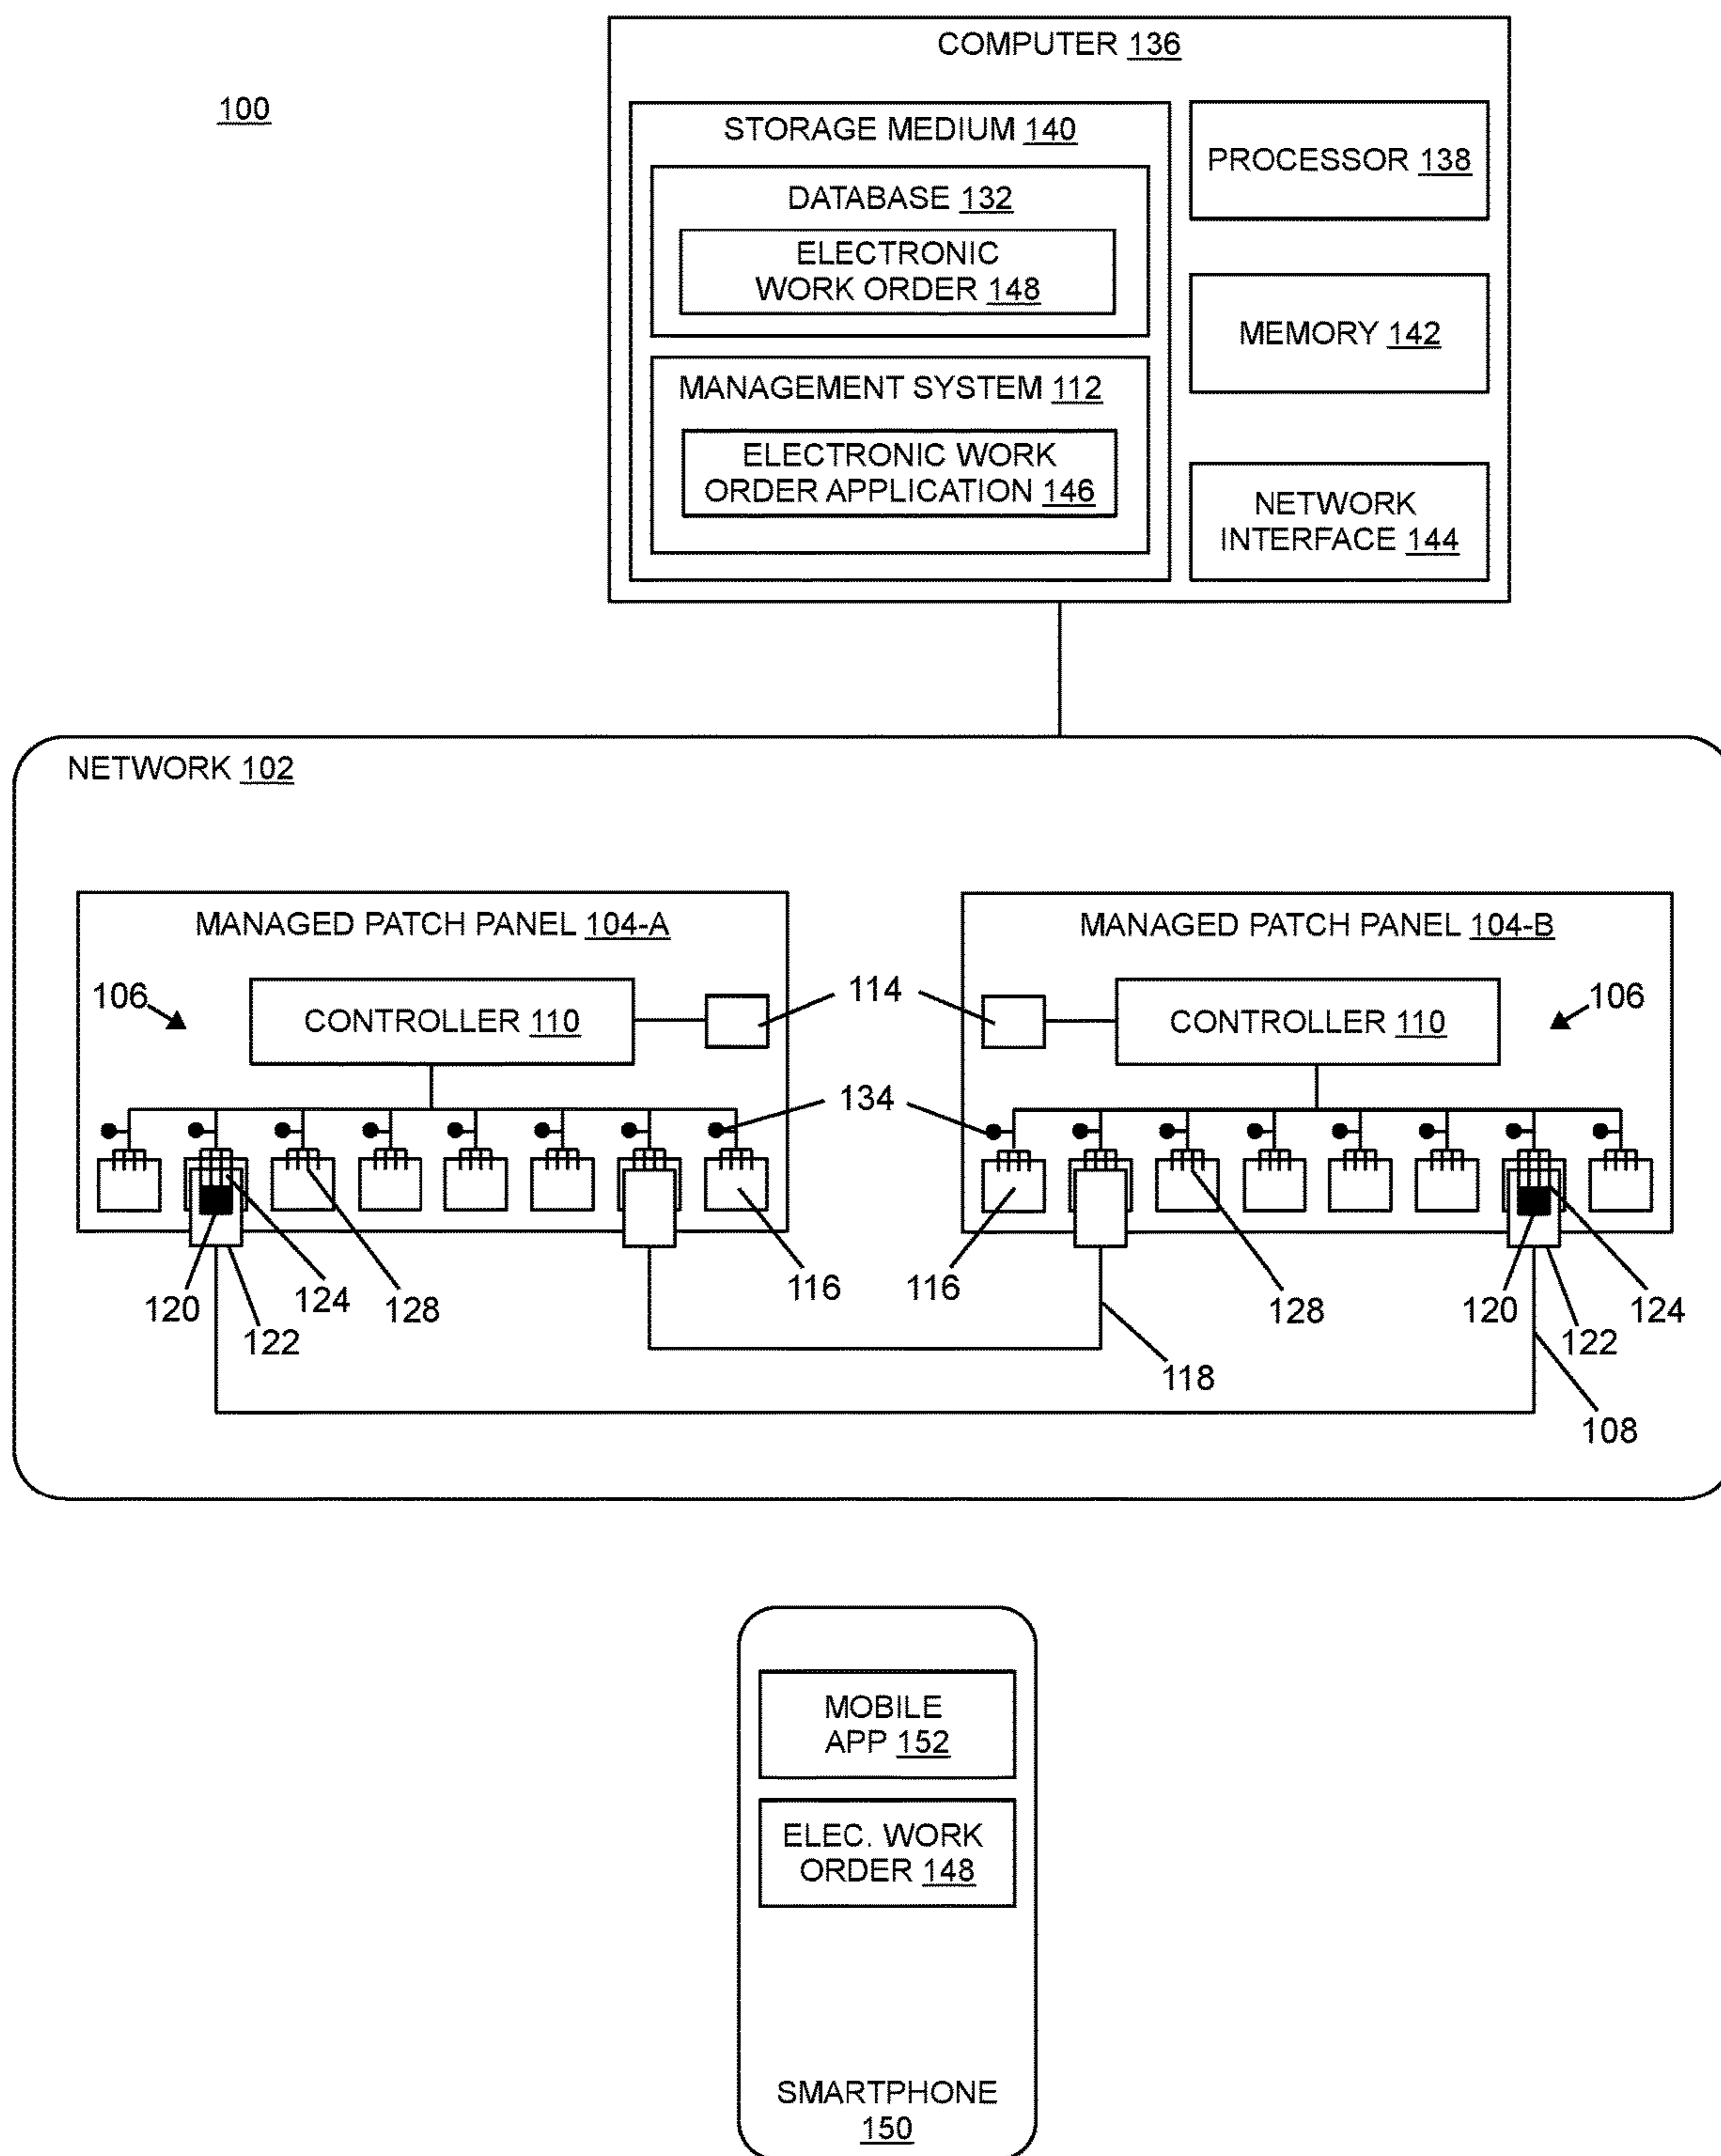 COMPUTER 136
100
STORAGE MEDIUM 140
PROCESSOR 138
DATABASE 132
ELECTRONIC
WORK ORDER 148
MEMORY 142
MANAGEMENT SYSTEM 112
ELECTRONIC WORK
ORDER APPLICATION 146
NETWORK
INTERFACE 144
NETWORK 102
MANAGED PATCH PANEL 104-A
MANAGED PATCH PANEL 104-B
106
CONTROLLER 110
114
CONTROLLER 110
106
134
120
122
124
128
116
116
128
120
122
124
118
108
MOBILE
APP 152
ELEC. WORK
ORDER 148
SMARTPHONE
150